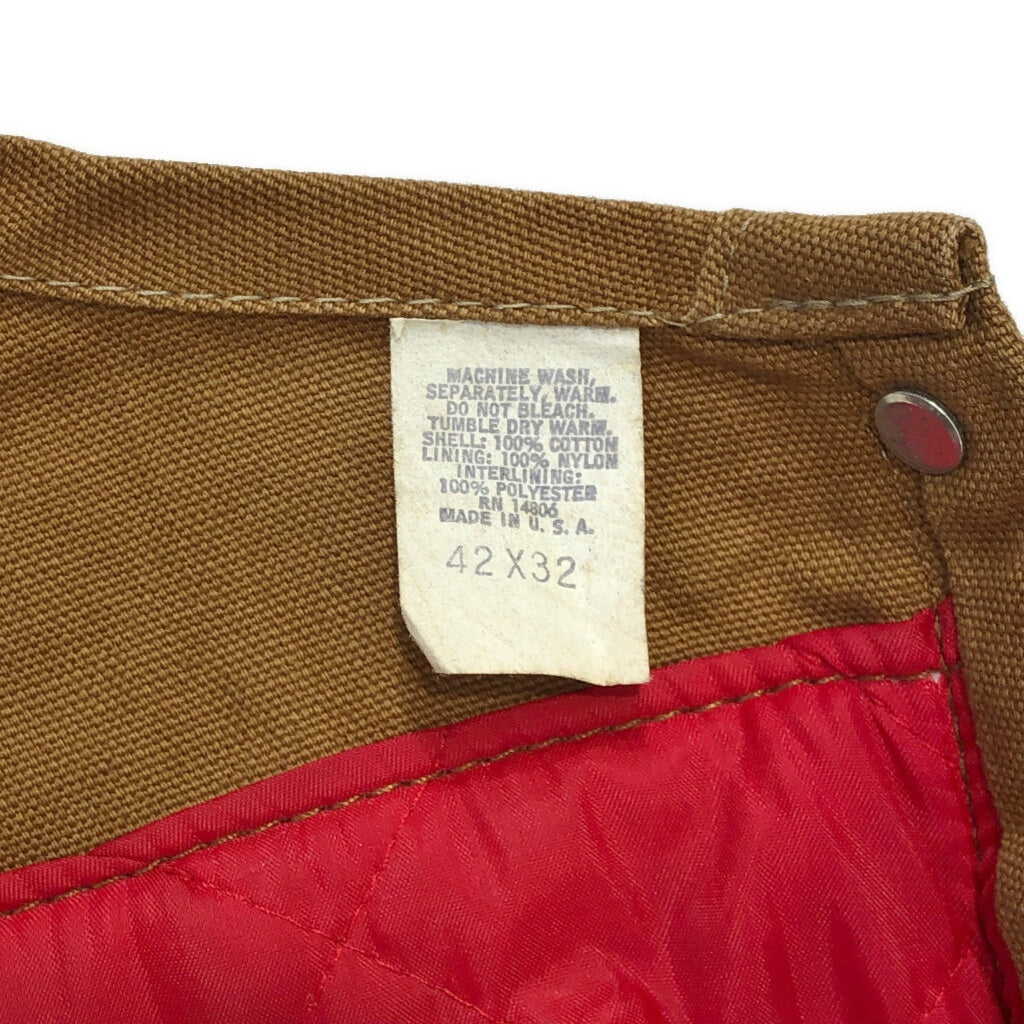 MACHINE WASH,
SEPARATELY, WARM.
DO NOT BLEACH.
TUMBLE DRY WARM.
SHELL: 100% COTTON
LINING: 100% NYLON
INTERLINING:
100% POLYESTER
RN 14806
MADE IN U. S. A.
42 X32